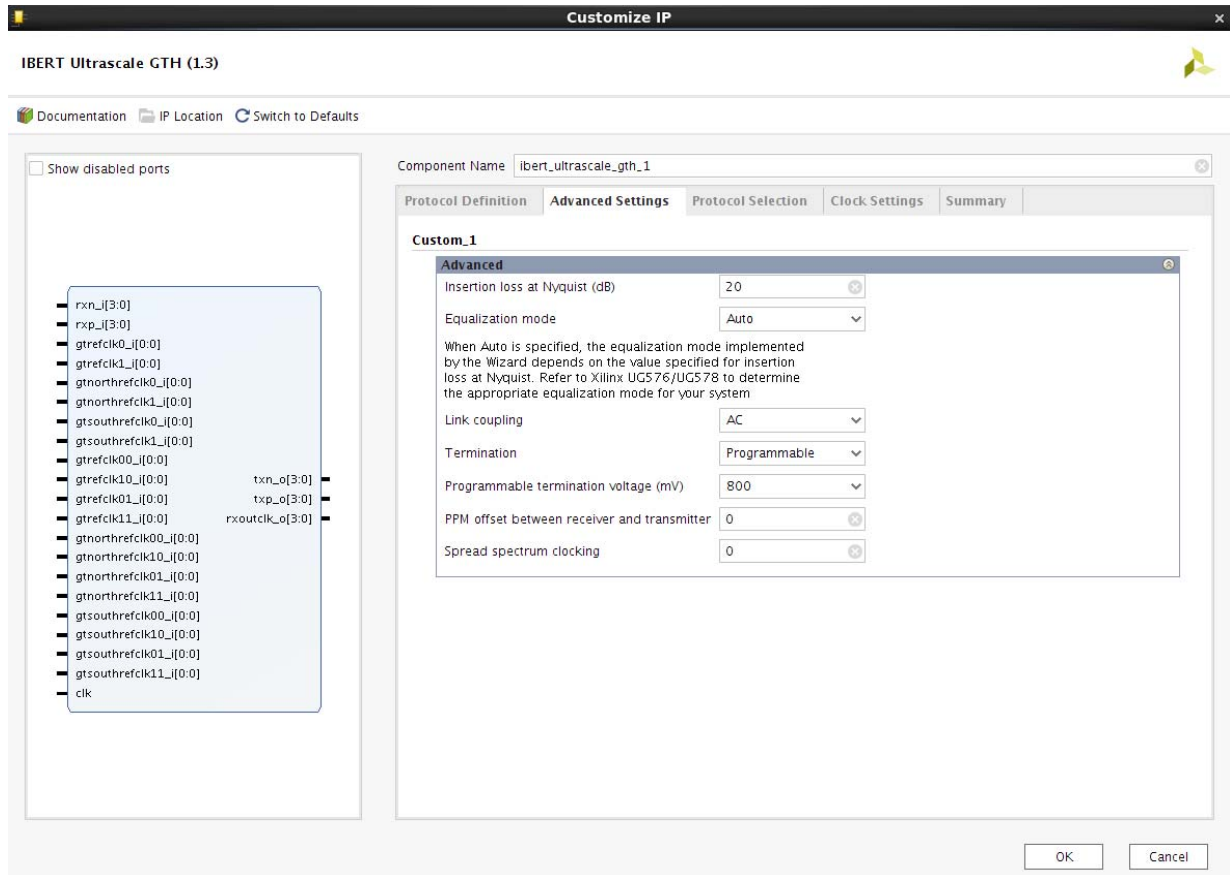 Customize IP
IBERT Ultrascale GTH (1.3)
Documentation IP Location Switch to Defaults
Show disabled ports
rxn_i[3:0]
rxp_i[3:0]
gtrefclk0_i[0:0]
gtrefclk1_i[0:0]
gtnorthrefclk0_i[0:0]
gtnorthrefclk1_i[0:0]
gtsouthrefclk0_i[0:0]
gtsouthrefclk1_i[0:0]
gtrefclk00_i[0:0]
gtrefclk10_i[0:0] txn_o[3:0]
gtrefclk01_i[0:0] txp_o[3:0]
gtrefclk11_i[0:0] rxoutclk_o[3:0]
gtnorthrefclk00_i[0:0]
gtnorthrefclk10_i[0:0]
gtnorthrefclk01_i[0:0]
gtnorthrefclk11_i[0:0]
gtsouthrefclk00_i[0:0]
gtsouthrefclk10_i[0:0]
gtsouthrefclk01_i[0:0]
gtsouthrefclk11_i[0:0]
clk
Component Name ibert_ultrascale_gth_1
Protocol Definition Advanced Settings Protocol Selection Clock Settings Summary
Custom_1
Advanced
Insertion loss at Nyquist (dB) 20
Equalization mode Auto
When Auto is specified, the equalization mode implemented
by the Wizard depends on the value specified for insertion
loss at Nyquist. Refer to Xilinx UG576/UG578 to determine
the appropriate equalization mode for your system
Link coupling AC
Termination Programmable
Programmable termination voltage (mV) 800
PPM offset between receiver and transmitter 0
Spread spectrum clocking 0
OK Cancel